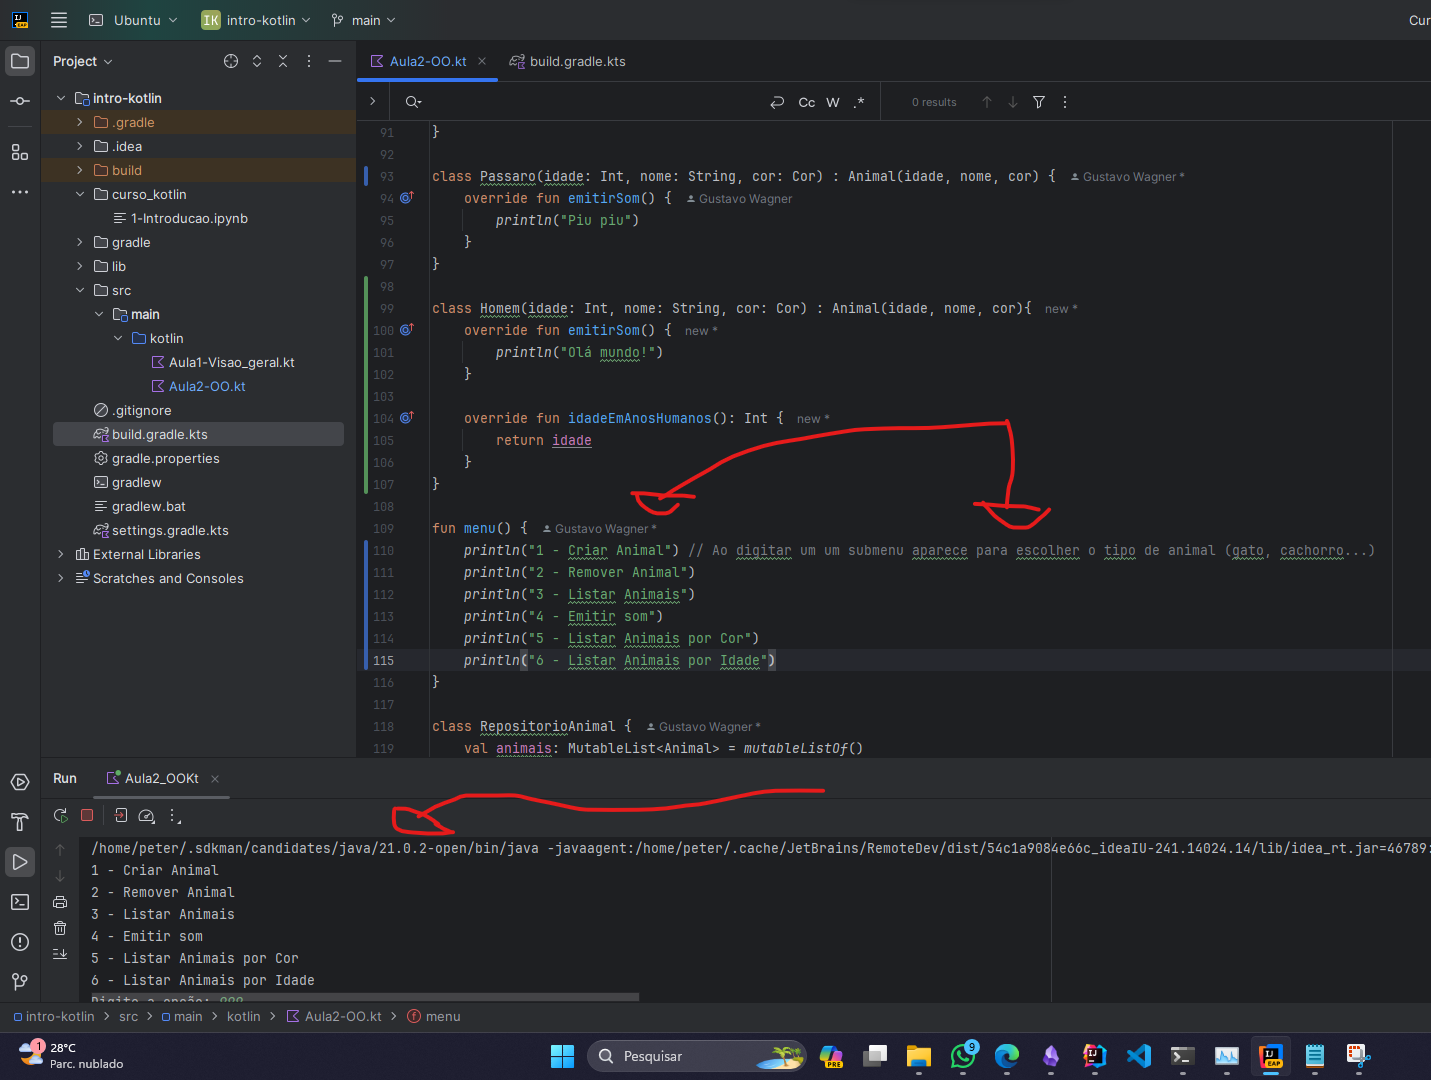 Ubuntu
IK intro-kotlin
main
Cur
Project
Aula2-OO.kt
build.gradle.kts
Cc W .*
0 results
intro-kotlin
.gradle
.idea
build
curso_kotlin
1-Introducao.ipynb
gradle
lib
src
main
kotlin
Aula1-Visao_geral.kt
Aula2-OO.kt
.gitignore
build.gradle.kts
gradle.properties
gradlew
gradlew.bat
settings.gradle.kts
External Libraries
Scratches and Consoles
91 }
92
93 class Passaro(idade: Int, nome: String, cor: Cor) : Animal(idade, nome, cor) { Gustavo Wagner *
94 override fun emitirSom() { Gustavo Wagner
95 println("Piu piu")
96 }
97 }
98
99 class Homem(idade: Int, nome: String, cor: Cor) : Animal(idade, nome, cor){ new *
100 override fun emitirSom() { new *
101 println("Olá mundo!")
102 }
103
104 override fun idadeEmAnosHumanos(): Int { new *
105 return idade
106 }
107 }
108
109 fun menu() { Gustavo Wagner *
110 println("1 - Criar Animal") // Ao digitar um um submenu aparece para escolher o tipo de animal (gato, cachorro...)
111 println("2 - Remover Animal")
112 println("3 - Listar Animais")
113 println("4 - Emitir som")
114 println("5 - Listar Animais por Cor")
115 println("6 - Listar Animais por Idade")
116 }
117
118 class RepositorioAnimal { Gustavo Wagner *
119 val animais: MutableList<Animal> = mutableListOf()
Run
Aula2_OOKt
/home/peter/.sdkman/candidates/java/21.0.2-open/bin/java -javaagent:/home/peter/.cache/JetBrains/RemoteDev/dist/54c1a9084e66c_ideaIU-241.14024.14/lib/idea_rt.jar=46789:
1 - Criar Animal
2 - Remover Animal
3 - Listar Animais
4 - Emitir som
5 - Listar Animais por Cor
6 - Listar Animais por Idade
Digite a opção: 999
intro-kotlin > src > main > kotlin > Aula2-OO.kt > menu
1
28°C
Parc. nublado
Pesquisar
PRE
9
IJ
IJ EAP